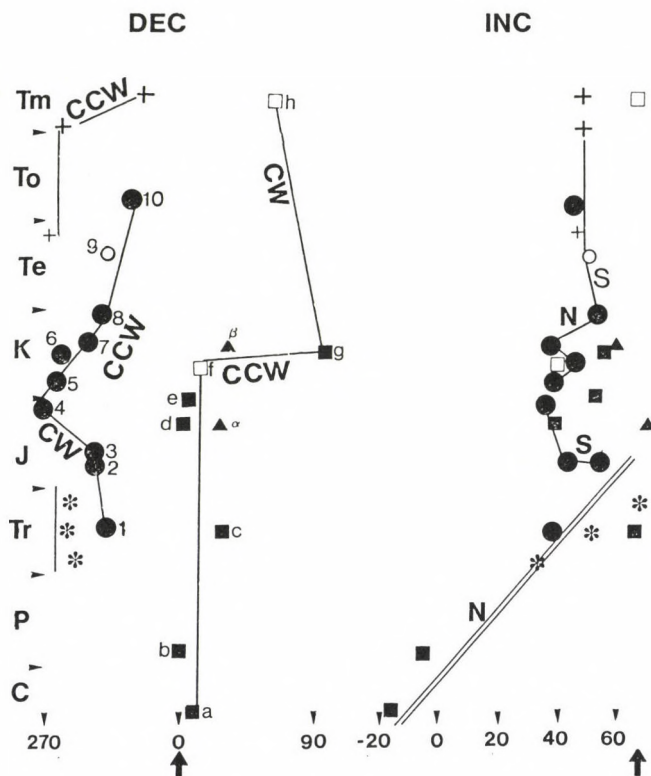 DEC INC
Tm CCW h
To CW
10
9
Te S
8 N
β
K 6 7 CCW g
5 CCW f
4 e
CW d α
3
J 2 S
Tr * * * 1 c * * *
P N
b
C a
270 0 90 -20 0 20 40 60